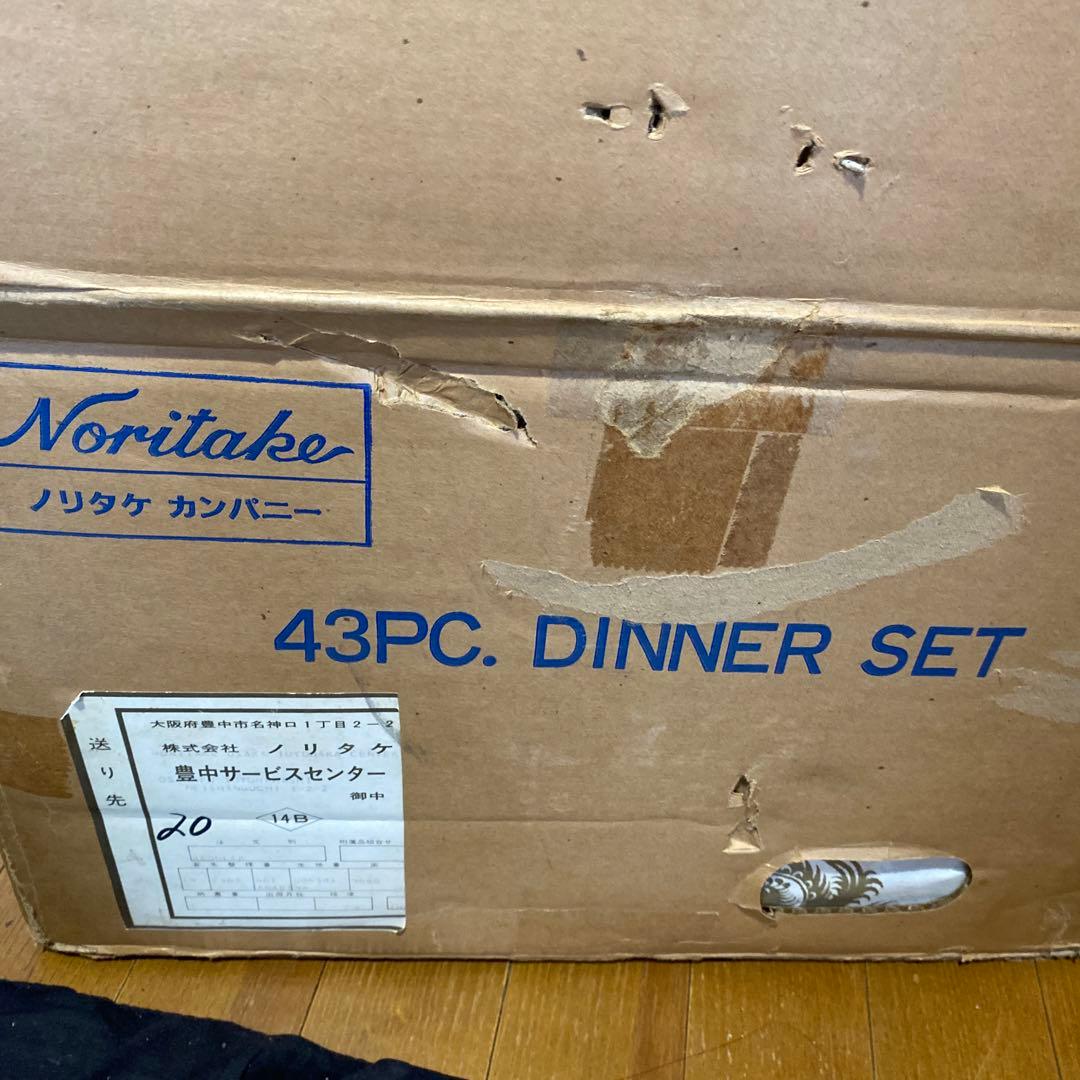 Noritake
ノリタケ カンパニー
43PC. DINNER SET
送り先
大阪府豊中市名神口1丁目2-2
株式会社 ノリタケ
豊中サービスセンター
御中
20
14B